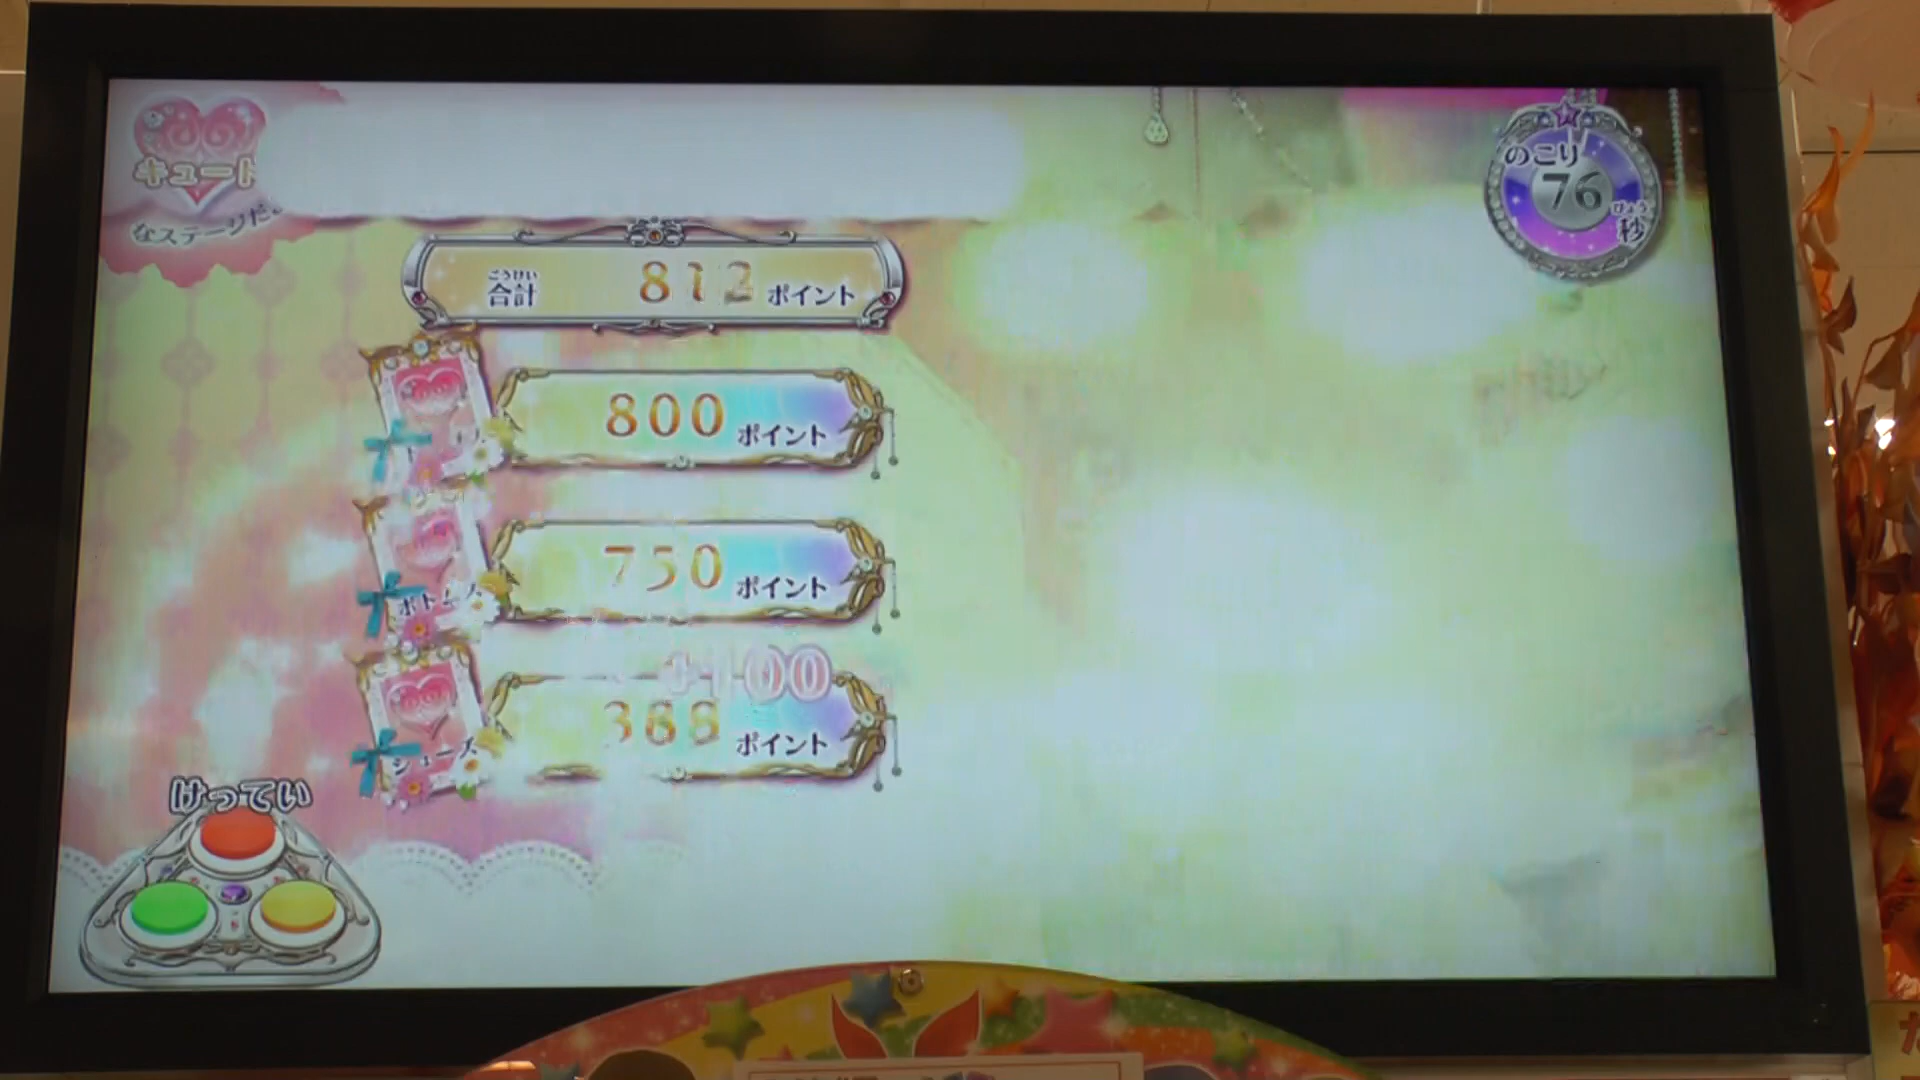 キュート
なステージだよ
のこり
76
びょう
秒
ごうけい
合計 812 ポイント
800 ポイント
750 ポイント
ボトムス
+100
388 ポイント
シューズ
けってい